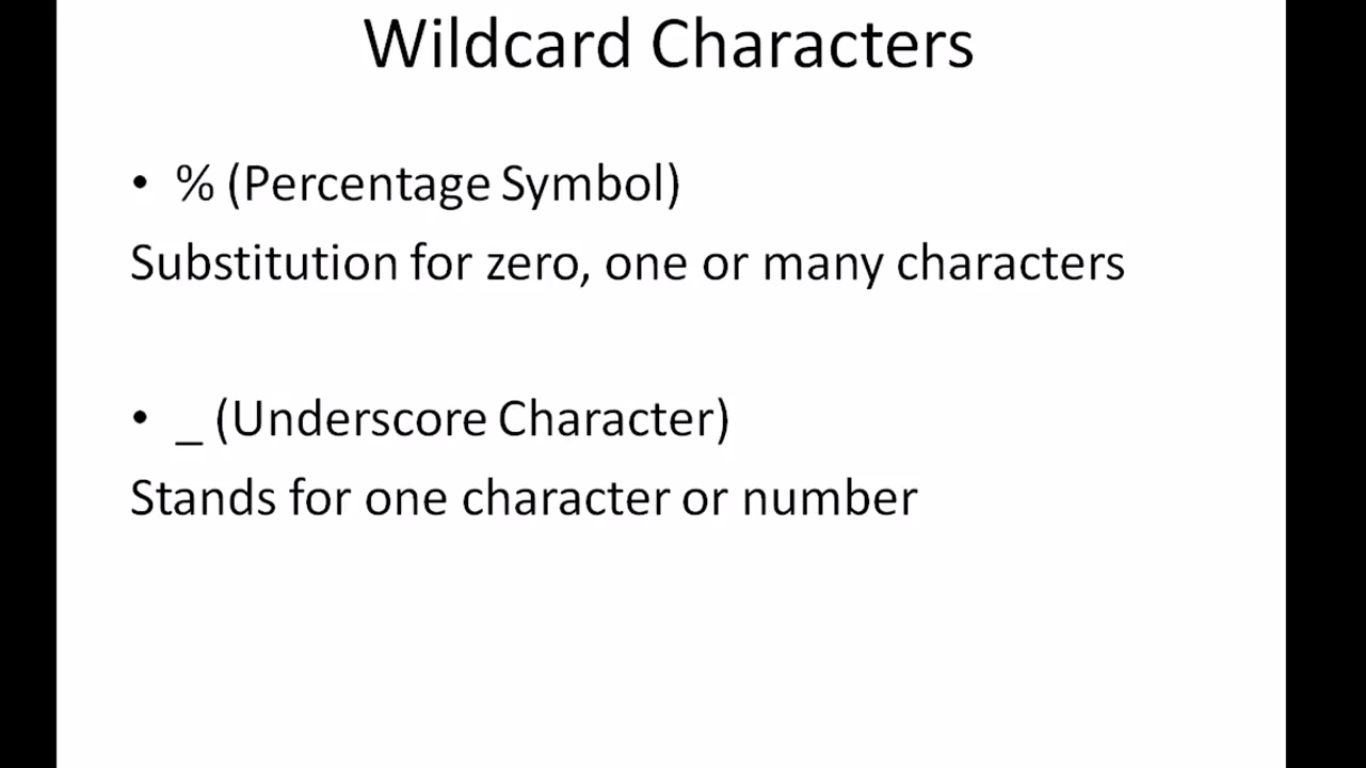 Wildcard Characters
• % (Percentage Symbol)
Substitution for zero, one or many characters
• _ (Underscore Character)
Stands for one character or number